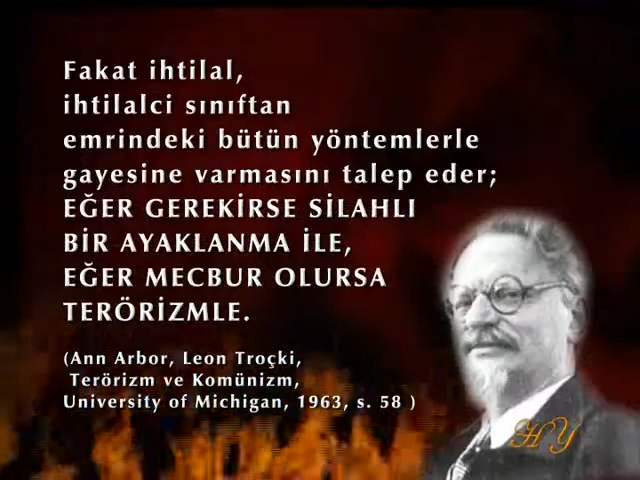 Fakat ihtilal,
ihtilalci sınıftan
emrindeki bütün yöntemlerle
gayesine varmasını talep eder;
EĞER GEREKİRSE SİLAHLI
BİR AYAKLANMA İLE,
EĞER MECBUR OLURSA
TERÖRİZMLE.
(Ann Arbor, Leon Troçki,
Terörizm ve Komünizm,
University of Michigan, 1963, s. 58 )
HY